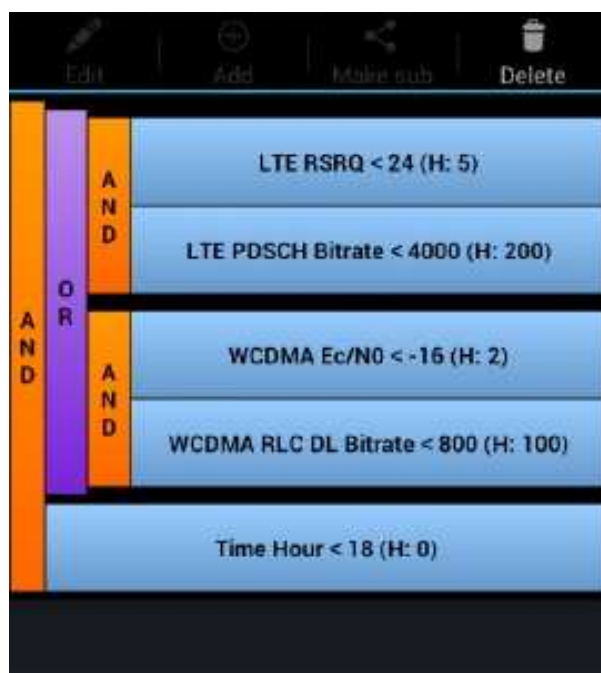 Edit Add Make sub Delete
AND
OR
AND
LTE RSRQ < 24 (H: 5)
LTE PDSCH Bitrate < 4000 (H: 200)
AND
WCDMA Ec/N0 < -16 (H: 2)
WCDMA RLC DL Bitrate < 800 (H: 100)
Time Hour < 18 (H: 0)